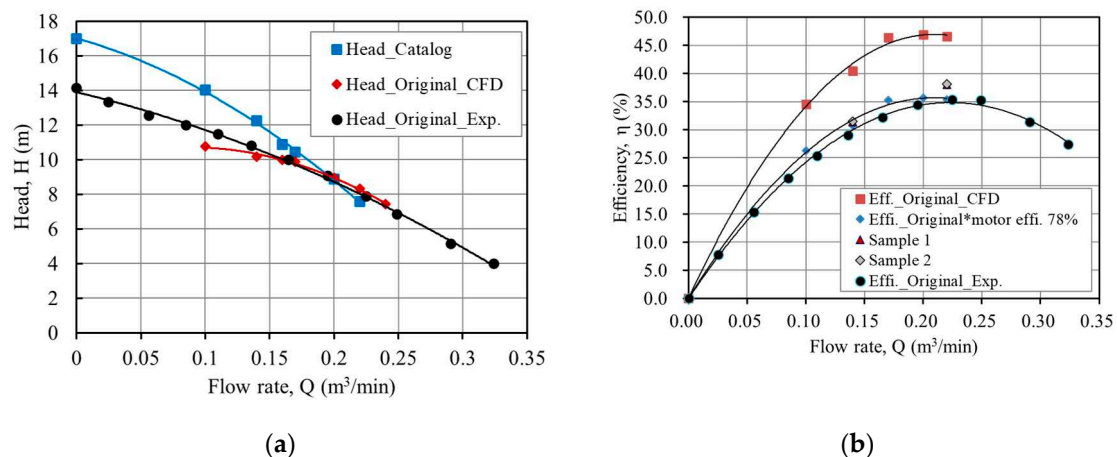 18
16
14
12
10
8
6
4
2
0
Head, H (m)
Head_Catalog
Head_Original_CFD
Head_Original_Exp.
0 0.05 0.1 0.15 0.2 0.25 0.3 0.35
Flow rate, Q (m³/min)
(a)
50.0
45.0
40.0
35.0
30.0
25.0
20.0
15.0
10.0
5.0
0.0
Efficiency, η (%)
Eff._Original_CFD
Effi._Original*motor effi. 78%
Sample 1
Sample 2
Effi._Original_Exp.
0.00 0.05 0.10 0.15 0.20 0.25 0.30 0.35
Flow rate, Q (m³/min)
(b)